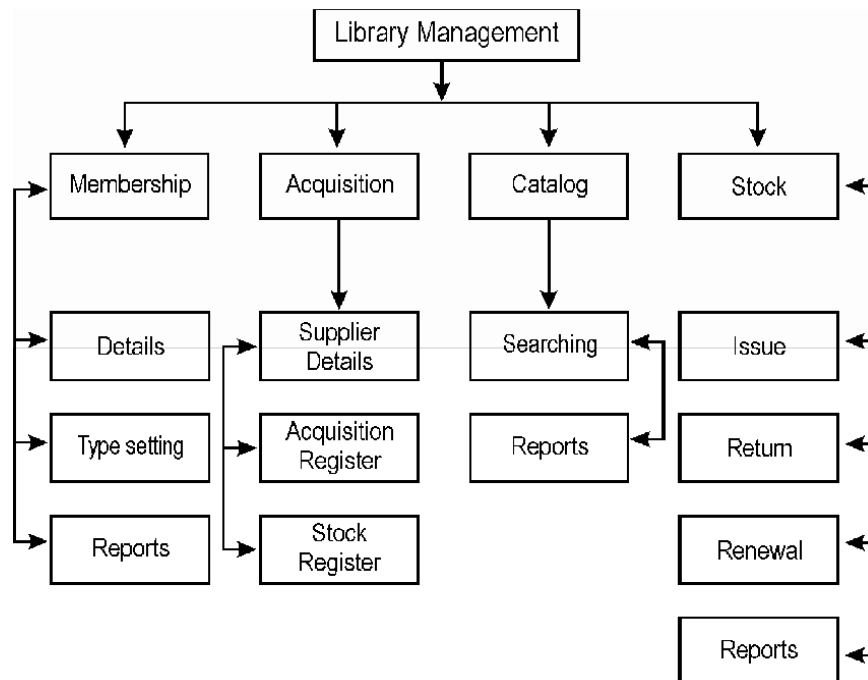 Library Management
Membership
Acquisition
Catalog
Stock
Details
Supplier
Details
Searching
Issue
Type setting
Acquisition
Register
Reports
Return
Reports
Stock
Register
Renewal
Reports